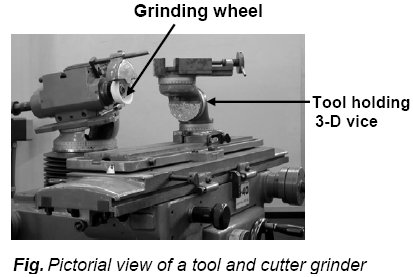 Grinding wheel
Tool holding
3-D vice
Fig. Pictorial view of a tool and cutter grinder